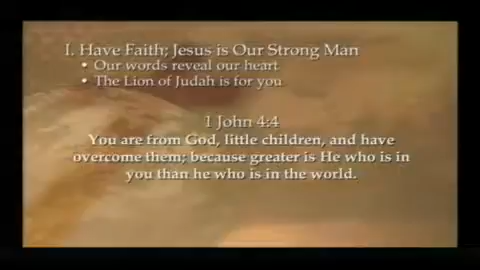 I. Have Faith; Jesus is Our Strong Man
• Our words reveal our heart
• The Lion of Judah is for you
1 John 4:4
You are from God, little children, and have
overcome them; because greater is He who is in
you than he who is in the world.